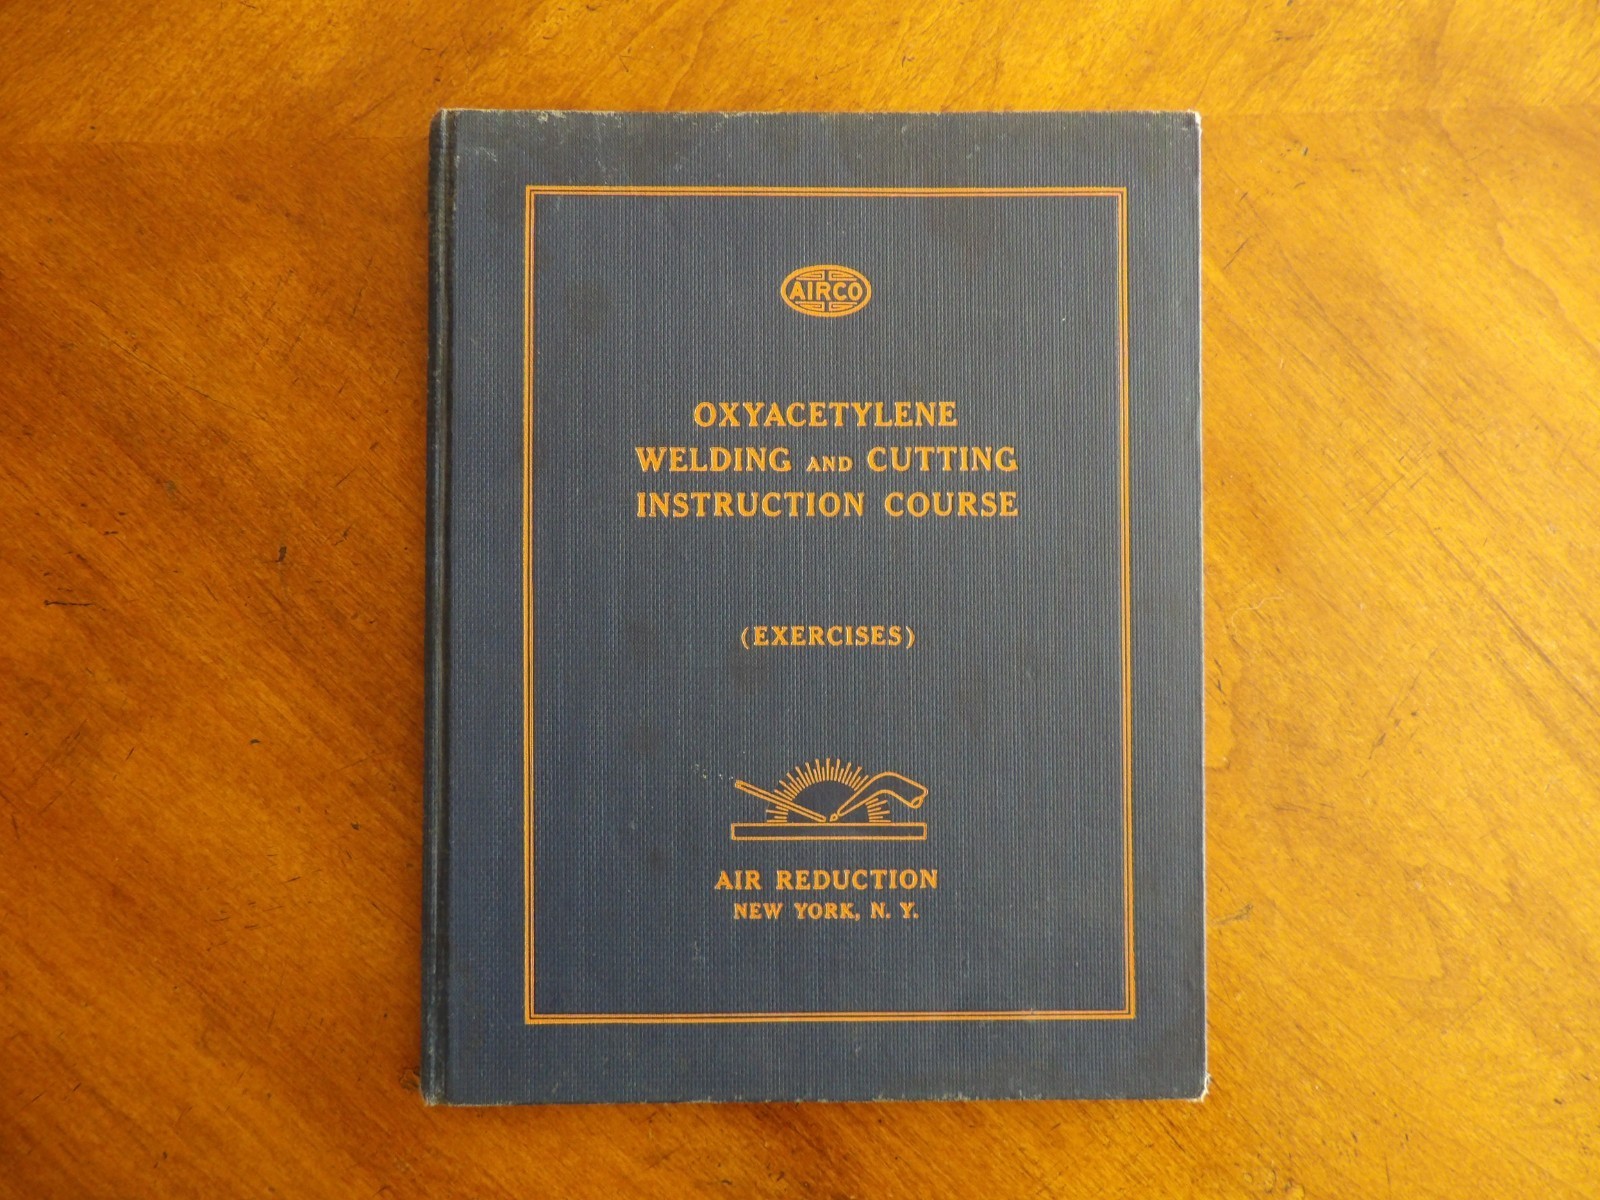 AIRCO
OXYACETYLENE
WELDING AND CUTTING
INSTRUCTION COURSE
(EXERCISES)
AIR REDUCTION
NEW YORK, N. Y.